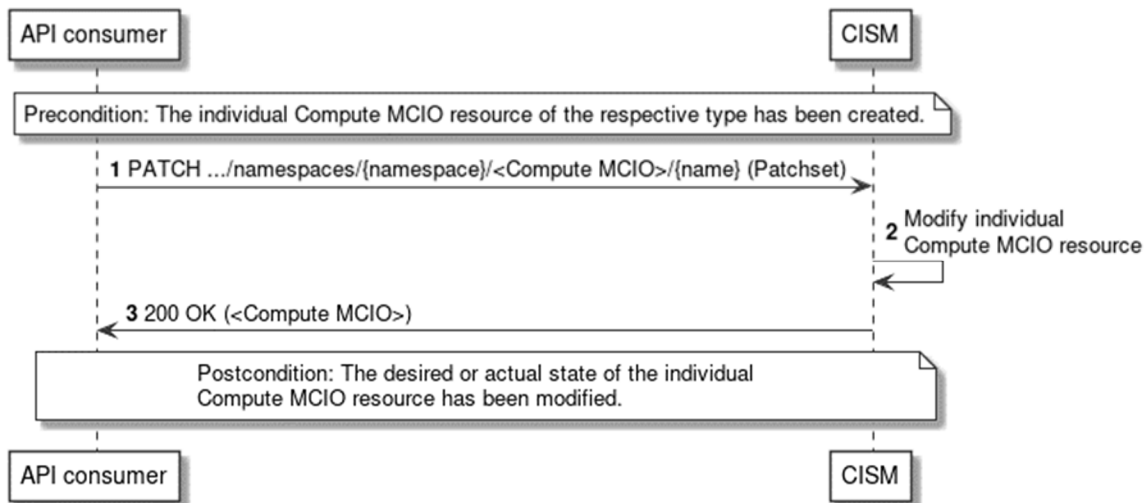 API consumer
CISM
Precondition: The individual Compute MCIO resource of the respective type has been created.
1 PATCH .../namespaces/{namespace}/<Compute MCIO>/{name} (Patchset)
2 Modify individual
Compute MCIO resource
3 200 OK (<Compute MCIO>)
Postcondition: The desired or actual state of the individual
Compute MCIO resource has been modified.
API consumer
CISM